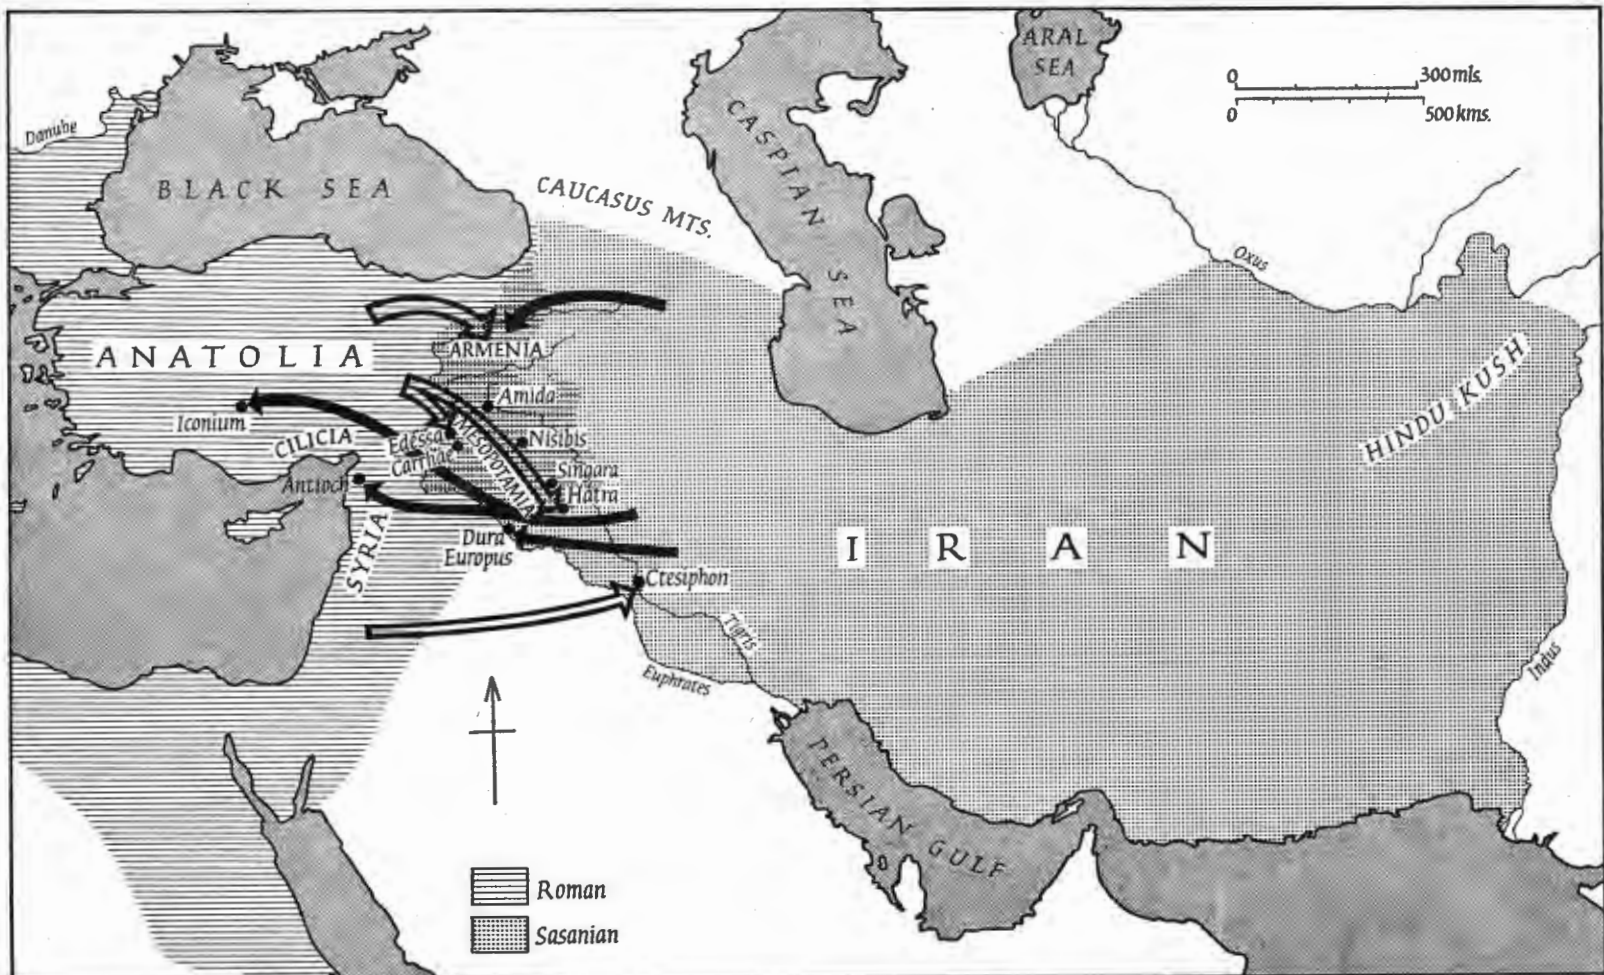 ARAL
SEA
0 300 mls.
0 500 kms.
Danube
BLACK SEA
CAUCASUS MTS.
CASPIAN SEA
Oxus
ANATOLIA
ARMENIA
HINDU KUSH
Amida
Iconium
CILICIA
Edessa
Carrhae
MESOPOTAMIA
Nisibis
Singara
Hatra
Antioch
SYRIA
Dura
Europus
IRAN
Ctesiphon
Tigris
Euphrates
Indus
PERSIAN GULF
Roman
Sasanian